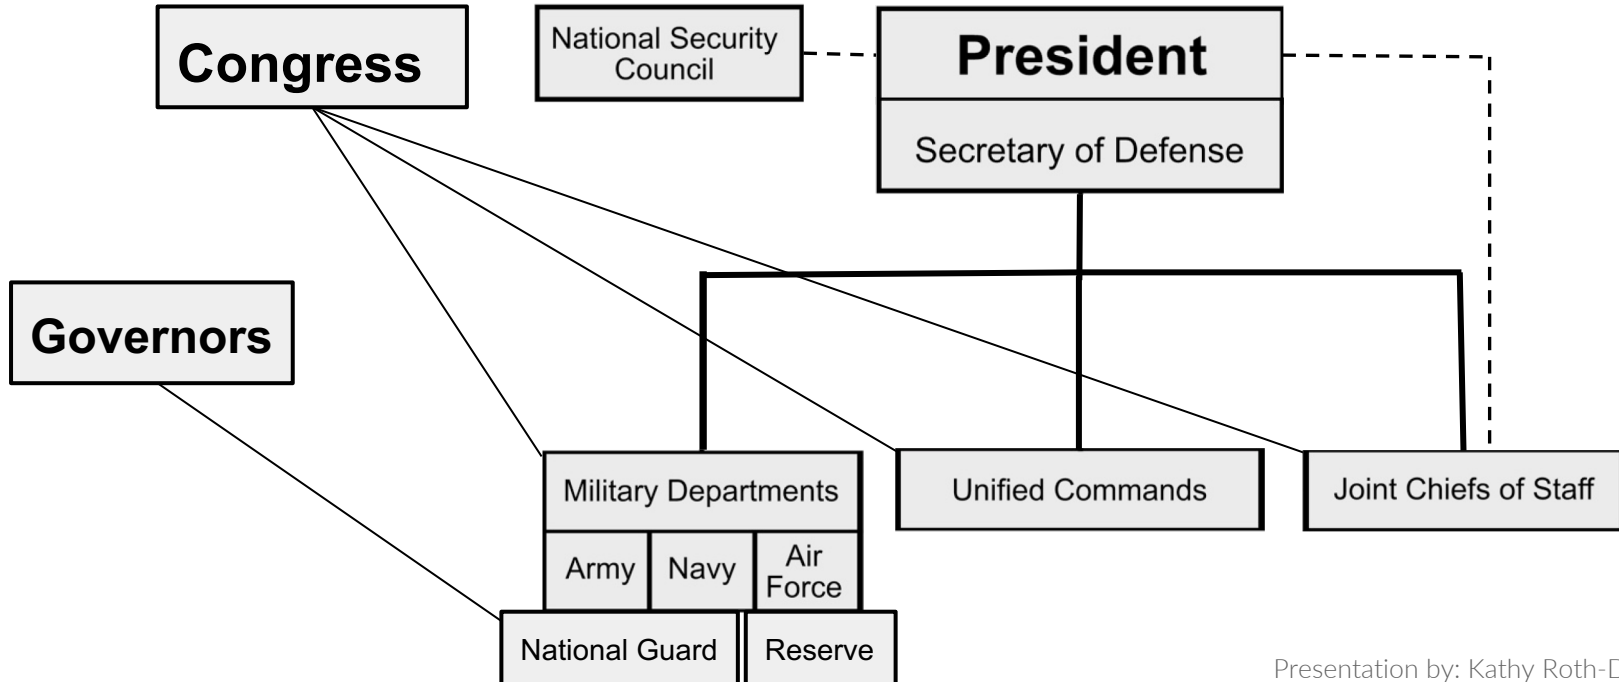 Congress
National Security
Council
President
Secretary of Defense
Governors
Military Departments
Army
Navy
Air
Force
National Guard
Reserve
Unified Commands
Joint Chiefs of Staff
Presentation by: Kathy